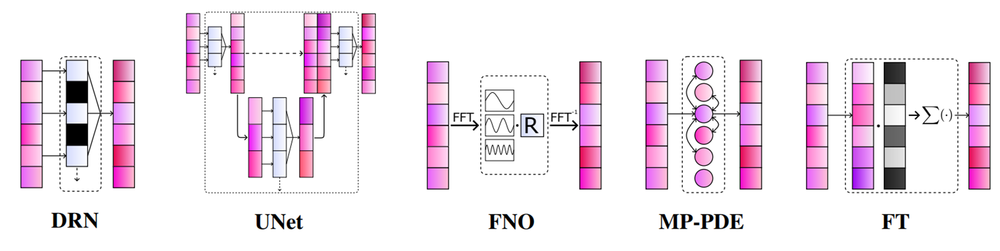 FFT
R
FFT⁻¹
∑(·)
DRN
UNet
FNO
MP-PDE
FT